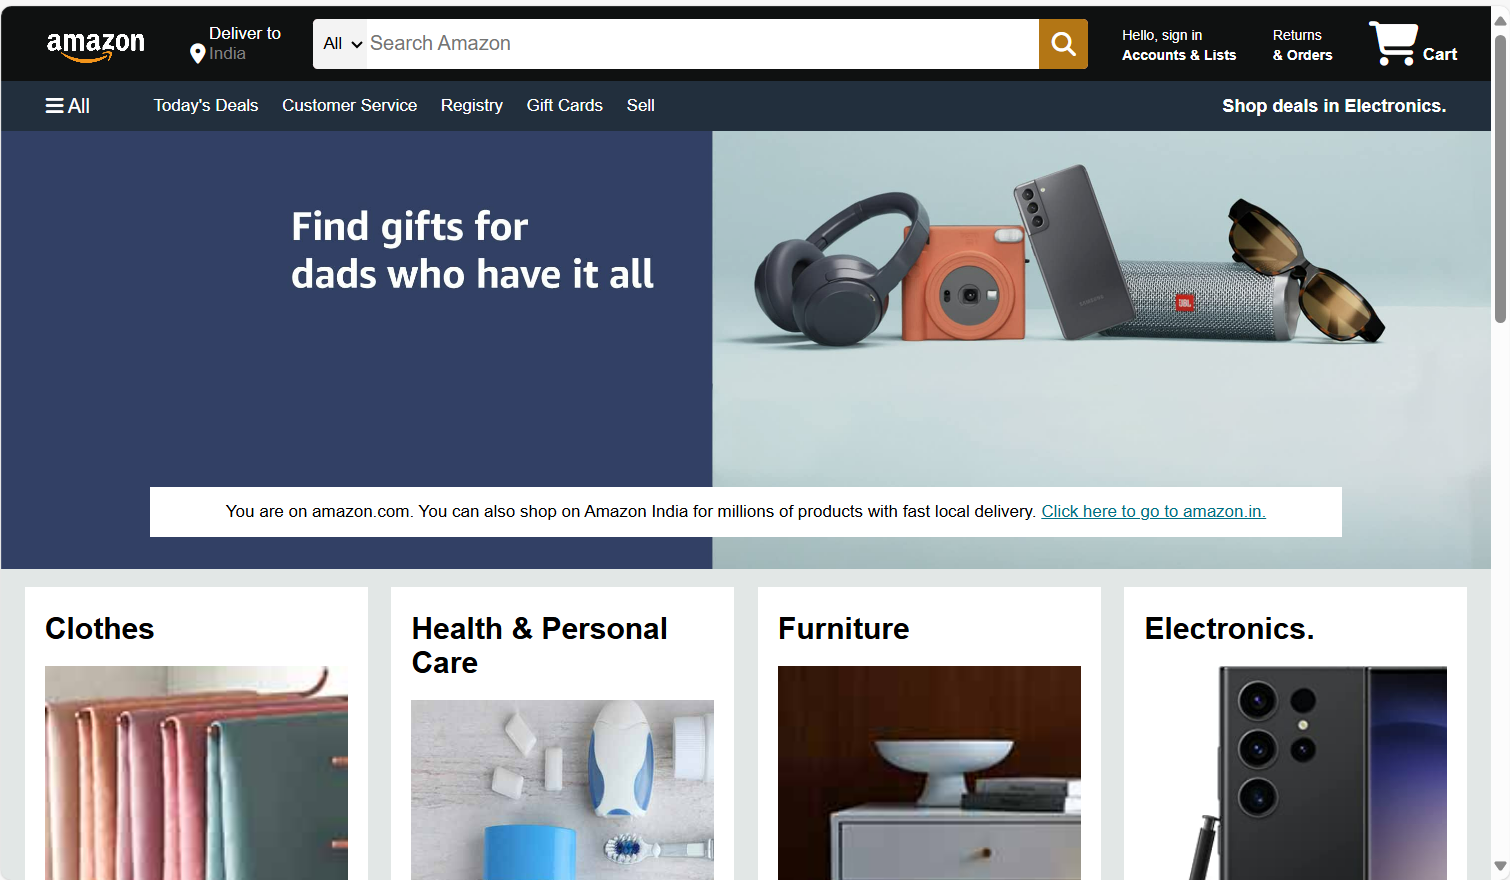 amazon
Deliver to
India
All
Search Amazon
Hello, sign in
Accounts & Lists
Returns
& Orders
Cart
All
Today's Deals
Customer Service
Registry
Gift Cards
Sell
Shop deals in Electronics.
Find gifts for
dads who have it all
SAMSUNG
JBL
You are on amazon.com. You can also shop on Amazon India for millions of products with fast local delivery. Click here to go to amazon.in.
Clothes
Health & Personal
Care
Furniture
Electronics.